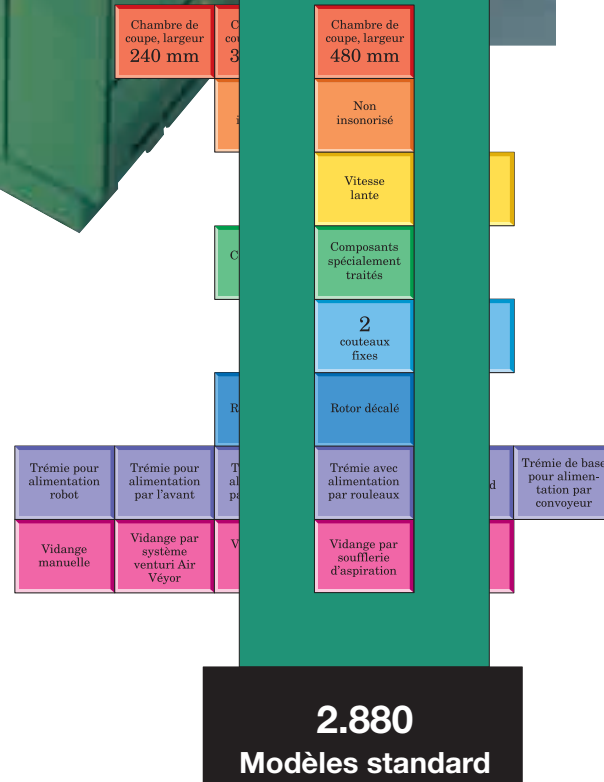 Chambre de
coupe, largeur
240 mm
C
3
Chambre de
coupe, largeur
480 mm
i
Non
insonorisé
Vitesse
lante
C
Composants
spécialement
traités
2
couteaux
fixes
R
Rotor décalé
Trémie pour
alimentation
robot
Trémie pour
alimentation
par l'avant
T
al
pa
Trémie avec
alimentation
par rouleaux
d
Trémie de base
pour alimen-
tation par
convoyeur
Vidange
manuelle
Vidange par
système
venturi Air
Véyor
V
Vidange par
soufflerie
d'aspiration
2.880
Modèles standard